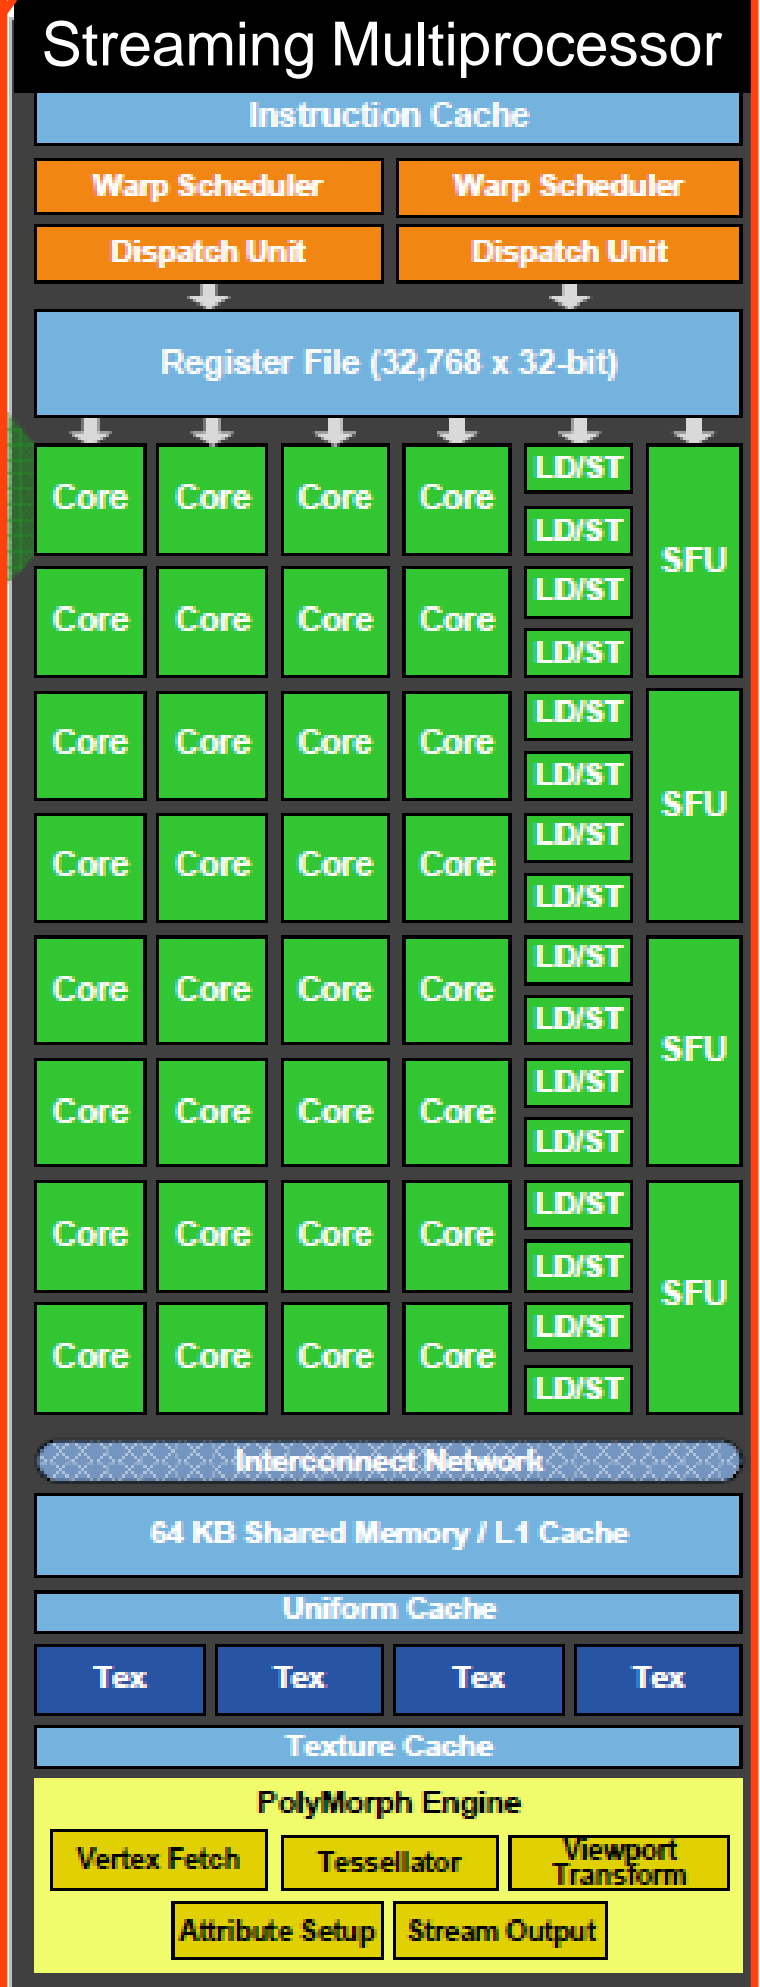 Streaming Multiprocessor
Instruction Cache
Warp Scheduler Warp Scheduler
Dispatch Unit Dispatch Unit
Register File (32,768 x 32-bit)
Core Core Core Core LD/ST SFU
LD/ST
Core Core Core Core LD/ST
LD/ST
Core Core Core Core LD/ST SFU
LD/ST
Core Core Core Core LD/ST
LD/ST
Core Core Core Core LD/ST SFU
LD/ST
Core Core Core Core LD/ST
LD/ST
Core Core Core Core LD/ST SFU
LD/ST
Core Core Core Core LD/ST
LD/ST
Interconnect Network
64 KB Shared Memory / L1 Cache
Uniform Cache
Tex Tex Tex Tex
Texture Cache
PolyMorph Engine
Vertex Fetch Tessellator Viewport
Transform
Attribute Setup Stream Output